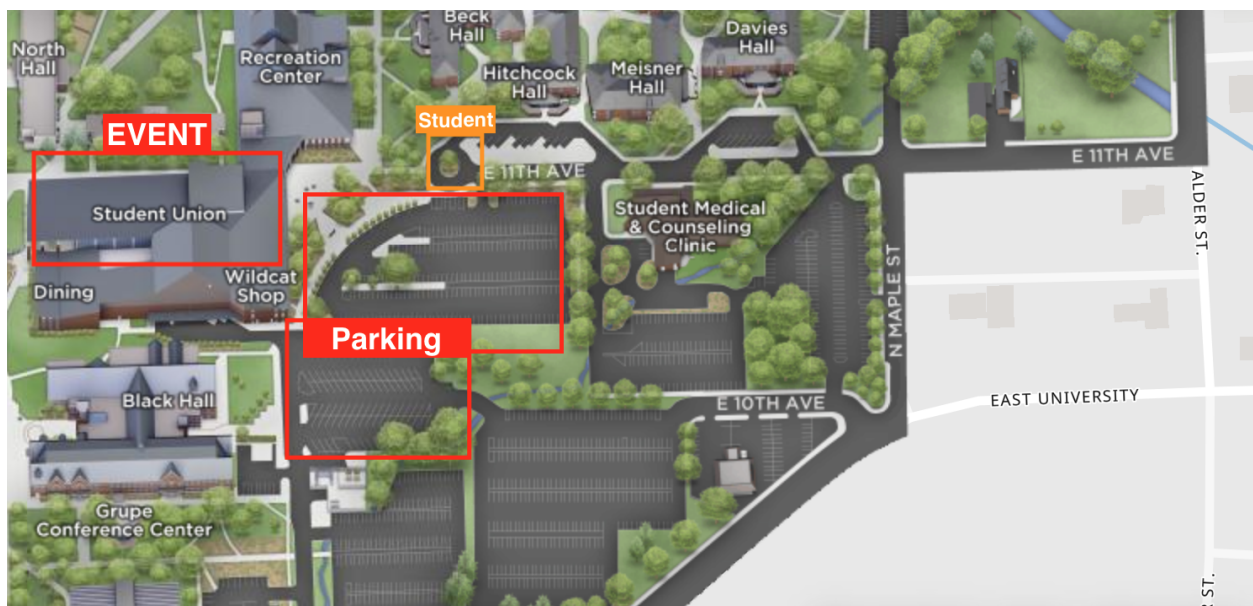 Beck
Hall
Davies
Hall
North
Hall
Recreation
Center
Hitchcock
Hall
Meisner
Hall
Student
EVENT
E 11TH AVE
E 11TH AVE
Student Union
Student Medical
& Counseling
Clinic
ALDER ST.
Dining
Wildcat
Shop
N MAPLE ST
Parking
Black Hall
E 10TH AVE
EAST UNIVERSITY
Grupe
Conference Center
ST.